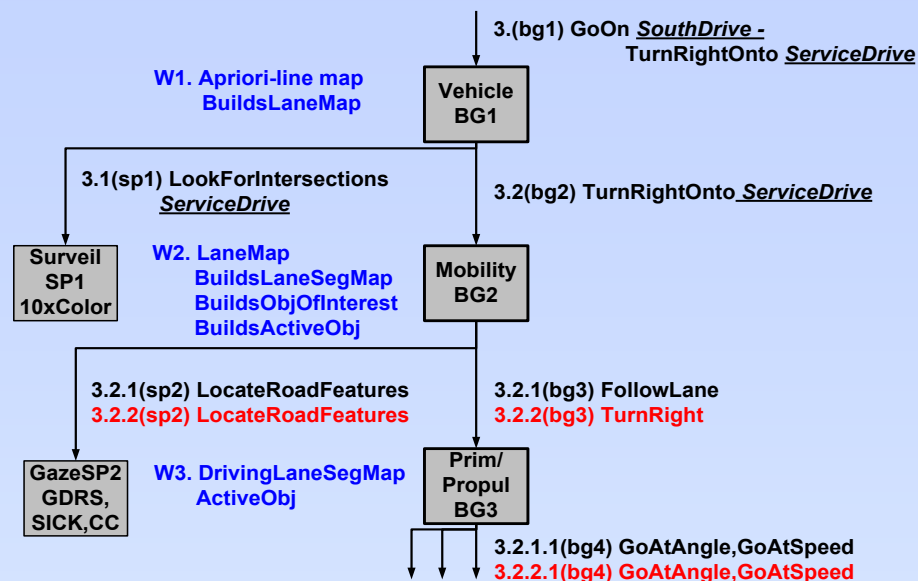 3.(bg1) GoOn SouthDrive -
TurnRightOnto ServiceDrive
W1. Apriori-line map
BuildsLaneMap
Vehicle
BG1
3.1(sp1) LookForIntersections
ServiceDrive
3.2(bg2) TurnRightOnto ServiceDrive
Surveil
SP1
10xColor
W2. LaneMap
BuildsLaneSegMap
BuildsObjOfInterest
BuildsActiveObj
Mobility
BG2
3.2.1(sp2) LocateRoadFeatures
3.2.2(sp2) LocateRoadFeatures
3.2.1(bg3) FollowLane
3.2.2(bg3) TurnRight
GazeSP2
GDRS,
SICK,CC
W3. DrivingLaneSegMap
ActiveObj
Prim/
Propul
BG3
3.2.1.1(bg4) GoAtAngle,GoAtSpeed
3.2.2.1(bg4) GoAtAngle,GoAtSpeed